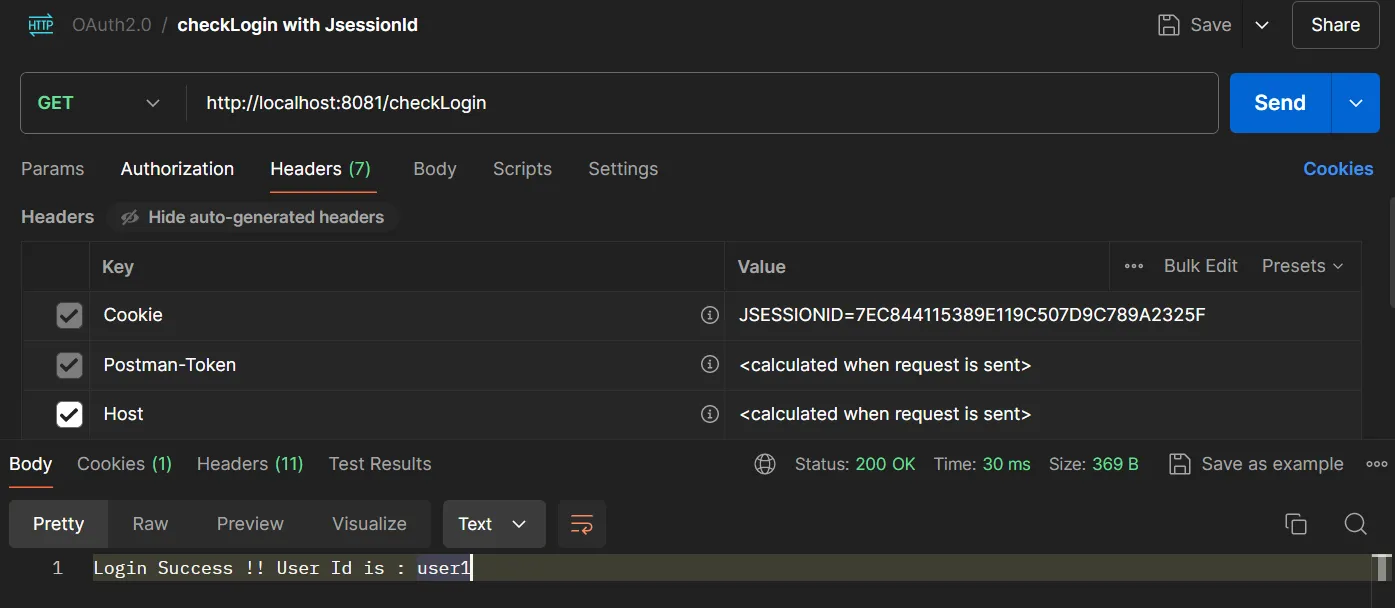 HTTP OAuth2.0 / checkLogin with JsessionId Save Share
GET http://localhost:8081/checkLogin Send
Params Authorization Headers (7) Body Scripts Settings Cookies
Headers Hide auto-generated headers
Key Value Bulk Edit Presets
Cookie JSESSIONID=7EC844115389E119C507D9C789A2325F
Postman-Token <calculated when request is sent>
Host <calculated when request is sent>
Body Cookies (1) Headers (11) Test Results Status: 200 OK Time: 30 ms Size: 369 B Save as example
Pretty Raw Preview Visualize Text
1 Login Success !! User Id is : user1